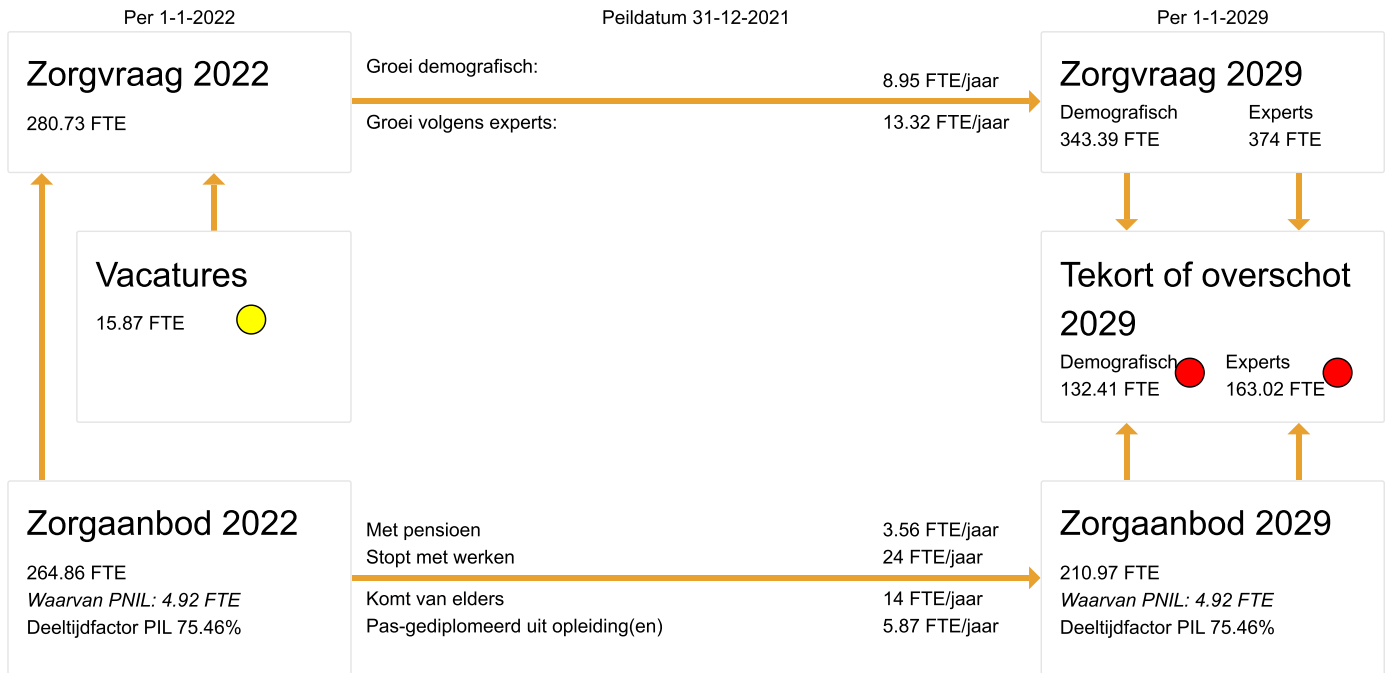 Per 1-1-2022
Peildatum 31-12-2021
Per 1-1-2029
Zorgvraag 2022
280.73 FTE
Groei demografisch:
8.95 FTE/jaar
Groei volgens experts:
13.32 FTE/jaar
Zorgvraag 2029
Demografisch Experts
343.39 FTE 374 FTE
Vacatures
15.87 FTE
Tekort of overschot
2029
Demografisch Experts
132.41 FTE 163.02 FTE
Zorgaanbod 2022
264.86 FTE
Waarvan PNIL: 4.92 FTE
Deeltijdfactor PIL 75.46%
Met pensioen 3.56 FTE/jaar
Stopt met werken 24 FTE/jaar
Komt van elders 14 FTE/jaar
Pas-gediplomeerd uit opleiding(en) 5.87 FTE/jaar
Zorgaanbod 2029
210.97 FTE
Waarvan PNIL: 4.92 FTE
Deeltijdfactor PIL 75.46%